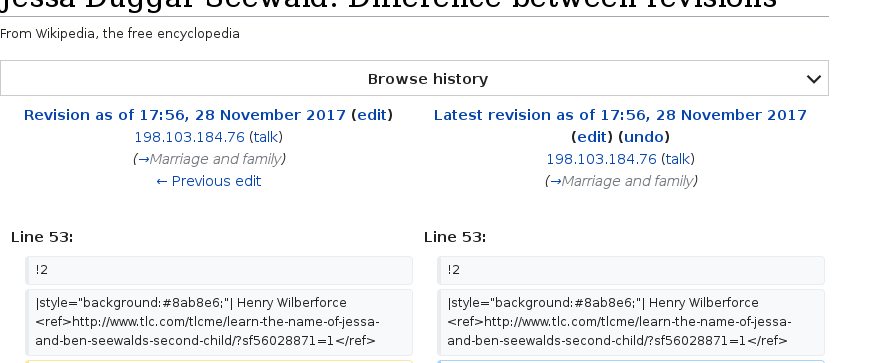 Jessa Duggar Seewald: Difference between revisions
From Wikipedia, the free encyclopedia
Browse history
Revision as of 17:56, 28 November 2017 (edit)
198.103.184.76 (talk)
(→Marriage and family)
← Previous edit
Latest revision as of 17:56, 28 November 2017
(edit) (undo)
198.103.184.76 (talk)
(→Marriage and family)
Line 53:
Line 53:
!2
!2
|style="background:#8ab8e6;"| Henry Wilberforce
<ref>http://www.tlc.com/tlcme/learn-the-name-of-jessa-
and-ben-seewalds-second-child/?sf56028871=1</ref>
|style="background:#8ab8e6;"| Henry Wilberforce
<ref>http://www.tlc.com/tlcme/learn-the-name-of-jessa-
and-ben-seewalds-second-child/?sf56028871=1</ref>